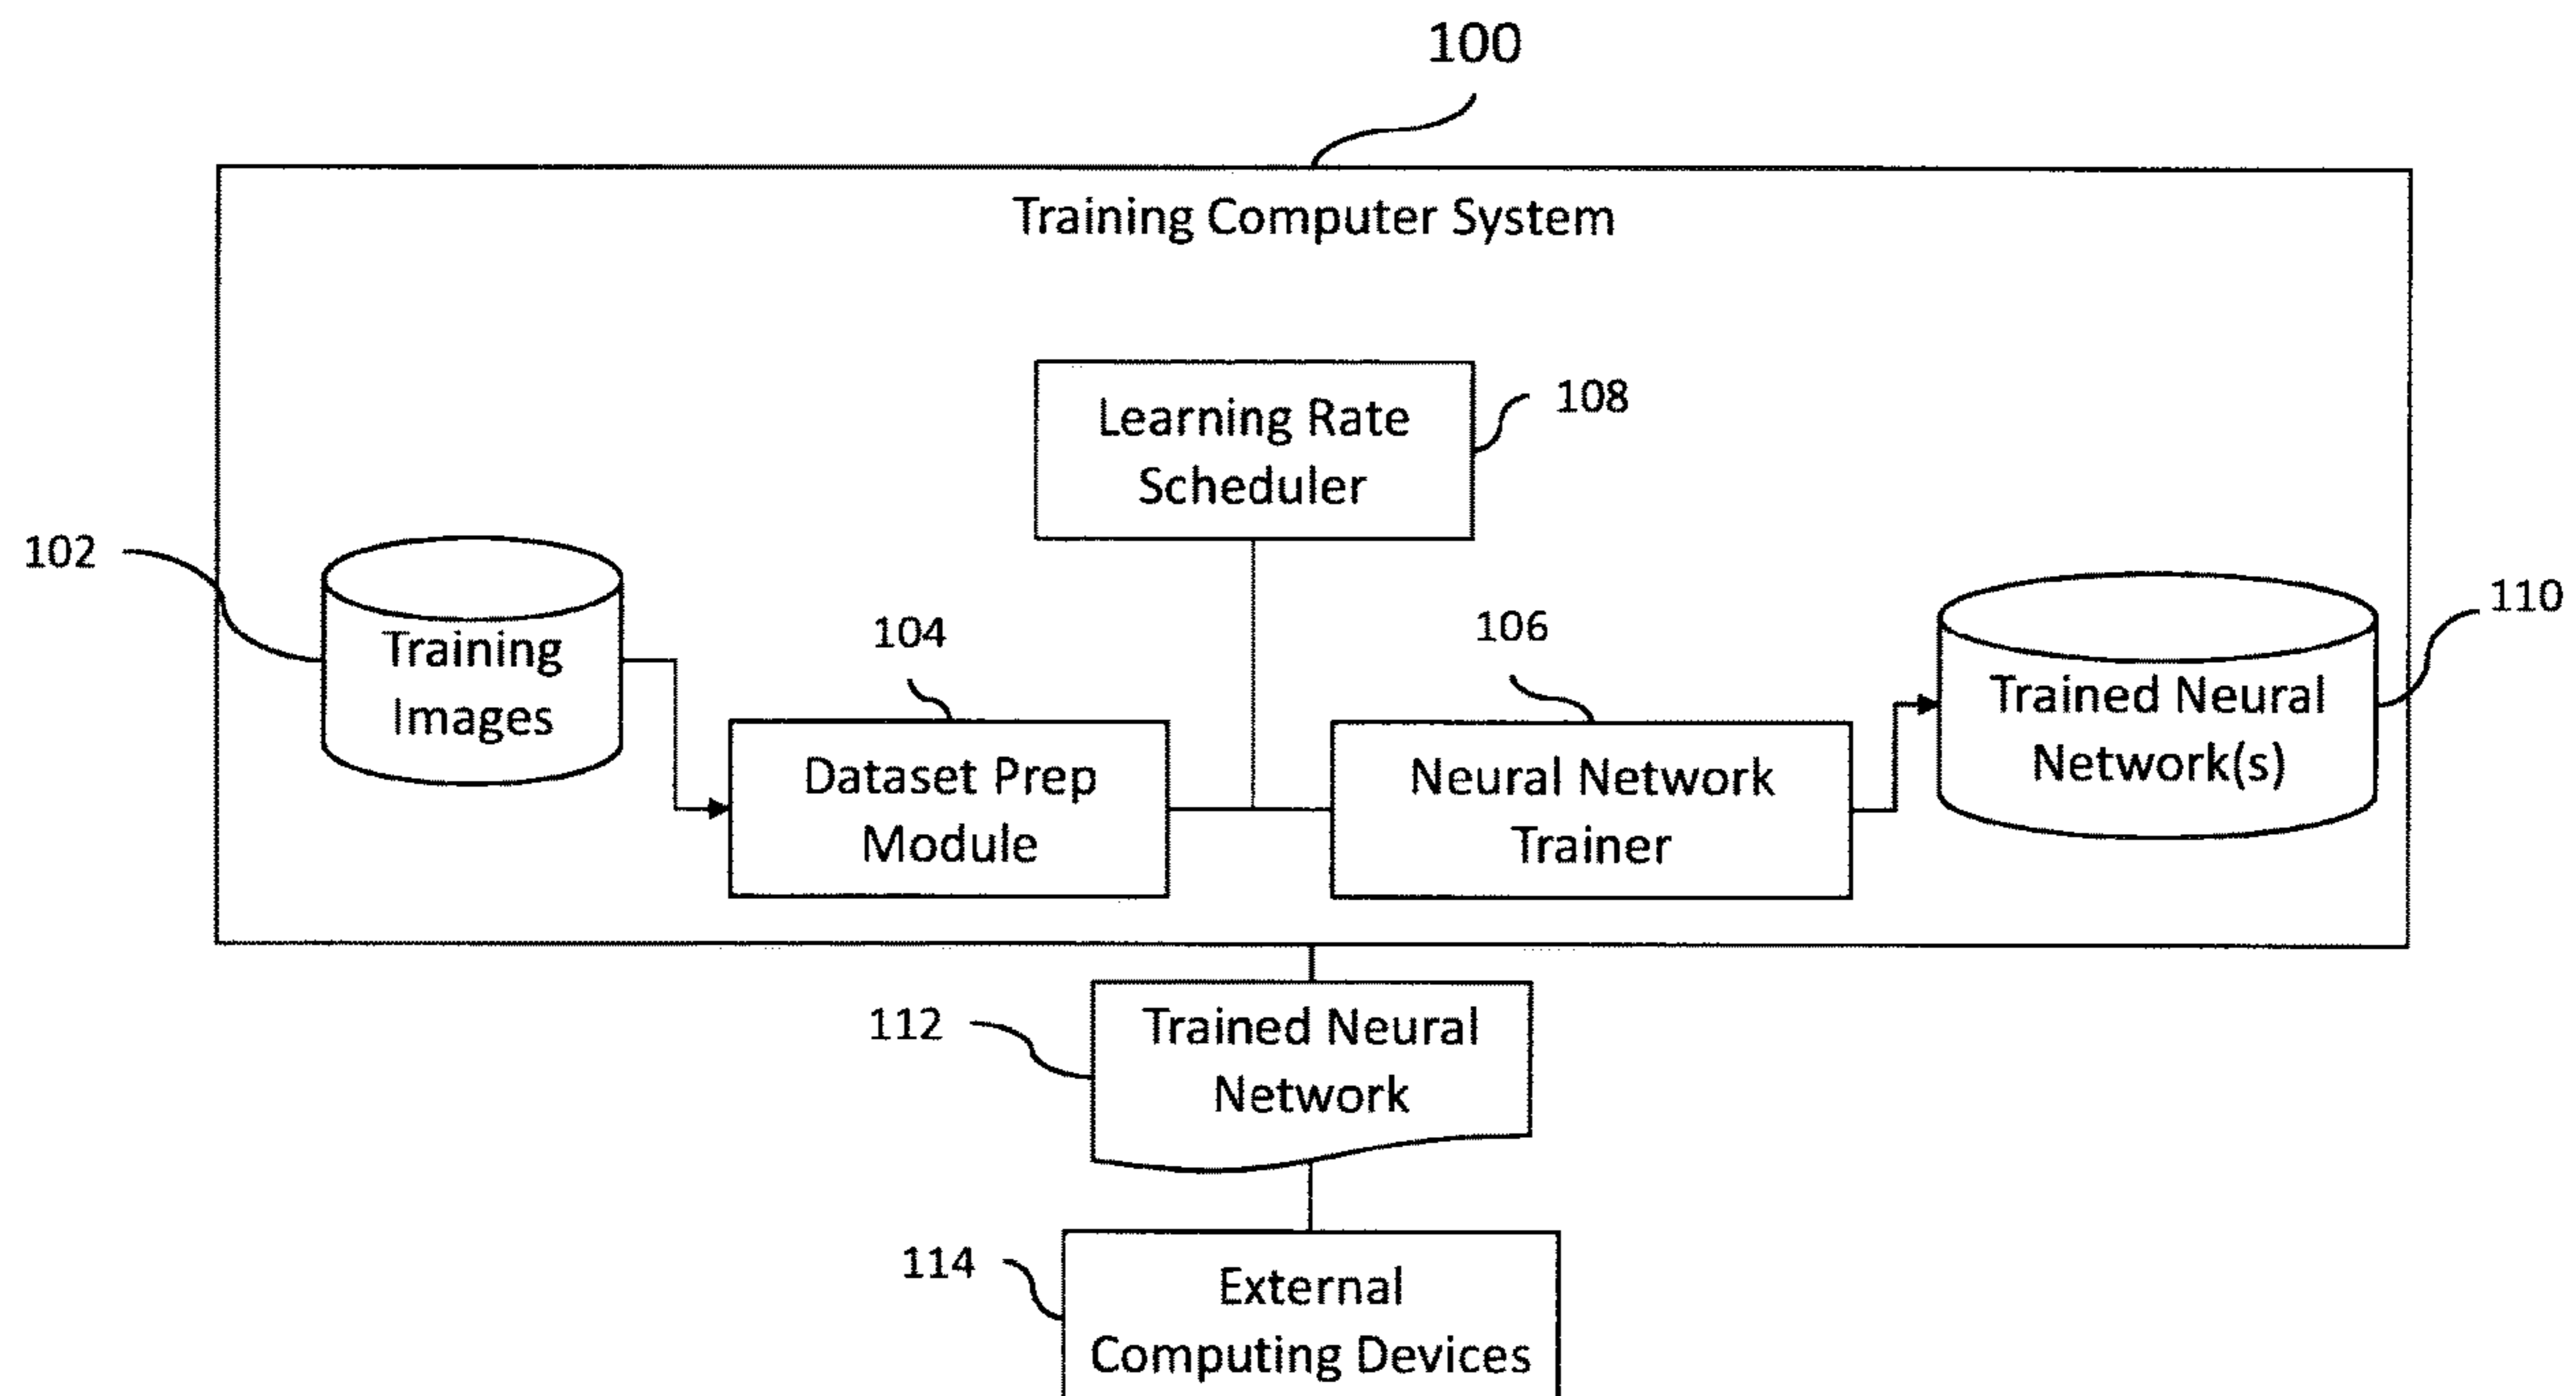 100
Training Computer System
Learning Rate
Scheduler
108
102
Training
Images
104
Dataset Prep
Module
106
Neural Network
Trainer
Trained Neural
Network(s)
110
112
Trained Neural
Network
114
External
Computing Devices